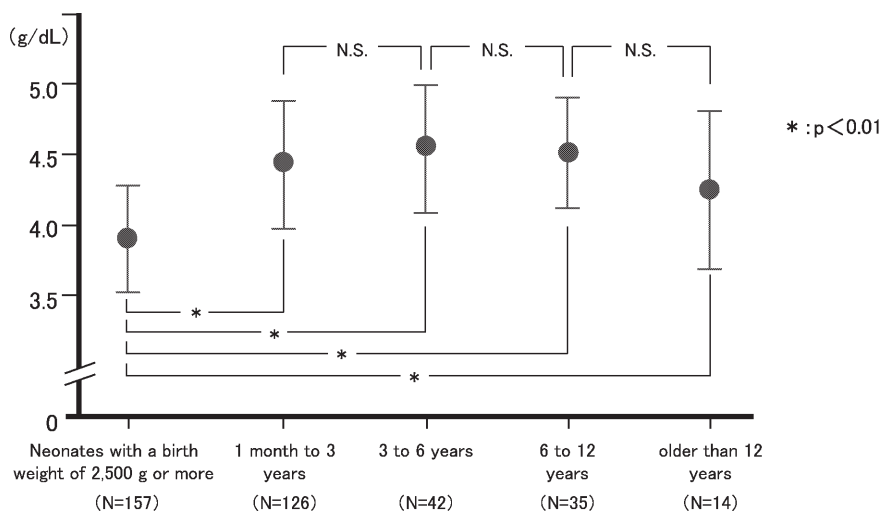 (g/dL)
N.S. N.S. N.S.
5.0
* :p<0.01
4.5
4.0
3.5
*
*
*
*
0
Neonates with a birth weight of 2,500 g or more
1 month to 3 years
3 to 6 years
6 to 12 years
older than 12 years
(N=157) (N=126) (N=42) (N=35) (N=14)